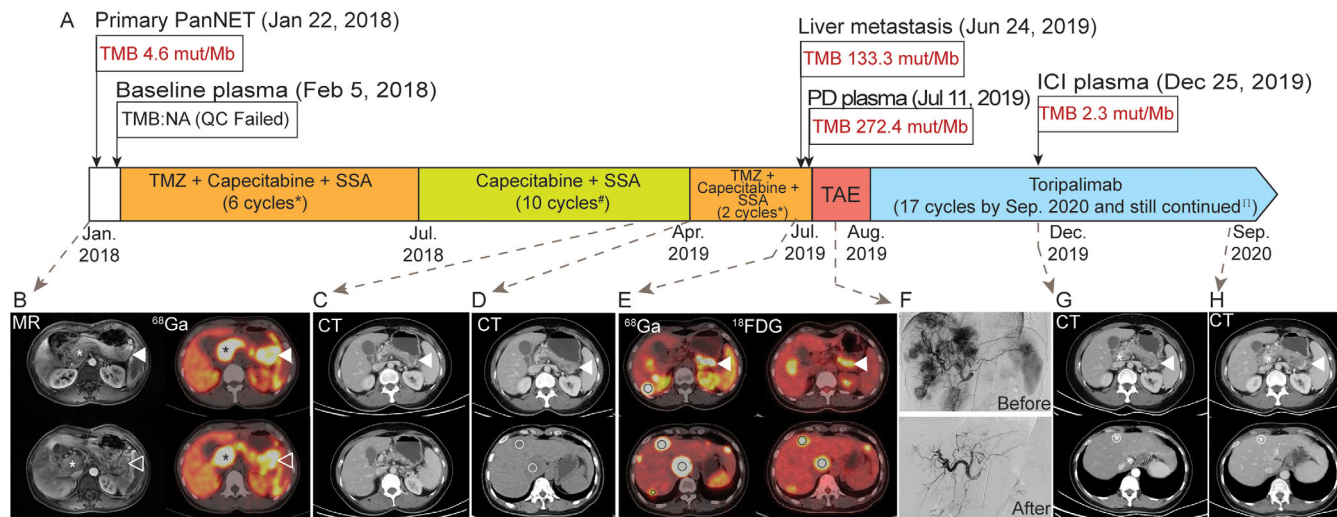 A
Primary PanNET (Jan 22, 2018)
TMB 4.6 mut/Mb
Baseline plasma (Feb 5, 2018)
TMB:NA (QC Failed)
Liver metastasis (Jun 24, 2019)
TMB 133.3 mut/Mb
PD plasma (Jul 11, 2019)
TMB 272.4 mut/Mb
ICI plasma (Dec 25, 2019)
TMB 2.3 mut/Mb
TMZ + Capecitabine + SSA
(6 cycles*)
Capecitabine + SSA
(10 cycles#)
TMZ +
Capecitabine +
SSA
(2 cycles*)
TAE
Toripalimab
(17 cycles by Sep. 2020 and still continued∏)
Jan.
2018
Jul.
2018
Apr.
2019
Jul.
2019
Aug.
2019
Dec.
2019
Sep.
2020
B
MR
68Ga
C
CT
D
CT
E
68Ga
18FDG
F
Before
After
G
CT
H
CT